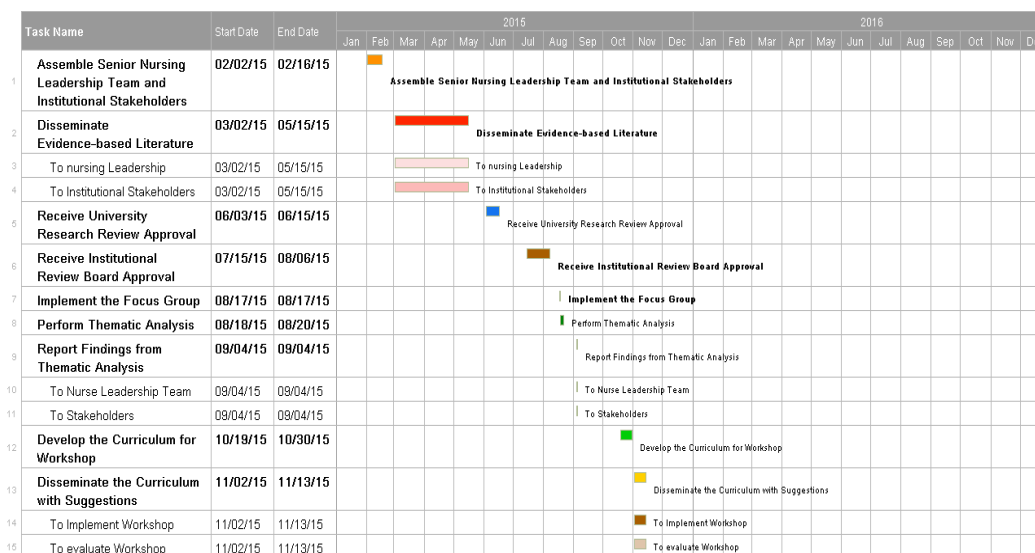 Task Name Start Date End Date 2015 2016
Jan Feb Mar Apr May Jun Jul Aug Sep Oct Nov Dec Jan Feb Mar Apr May Jun Jul Aug Sep Oct Nov
1 Assemble Senior Nursing Leadership Team and Institutional Stakeholders 02/02/15 02/16/15 Assemble Senior Nursing Leadership Team and Institutional Stakeholders
2 Disseminate Evidence-based Literature 03/02/15 05/15/15 Disseminate Evidence-based Literature
3 To nursing Leadership 03/02/15 05/15/15 To nursing Leadership
4 To Institutional Stakeholders 03/02/15 05/15/15 To Institutional Stakeholders
5 Receive University Research Review Approval 06/03/15 06/15/15 Receive University Research Review Approval
6 Receive Institutional Review Board Approval 07/15/15 08/06/15 Receive Institutional Review Board Approval
7 Implement the Focus Group 08/17/15 08/17/15 Implement the Focus Group
8 Perform Thematic Analysis 08/18/15 08/20/15 Perform Thematic Analysis
9 Report Findings from Thematic Analysis 09/04/15 09/04/15 Report Findings from Thematic Analysis
10 To Nurse Leadership Team 09/04/15 09/04/15 To Nurse Leadership Team
11 To Stakeholders 09/04/15 09/04/15 To Stakeholders
12 Develop the Curriculum for Workshop 10/19/15 10/30/15 Develop the Curriculum for Workshop
13 Disseminate the Curriculum with Suggestions 11/02/15 11/13/15 Disseminate the Curriculum with Suggestions
14 To Implement Workshop 11/02/15 11/13/15 To Implement Workshop
15 To evaluate Workshop 11/02/15 11/13/15 To evaluate Workshop